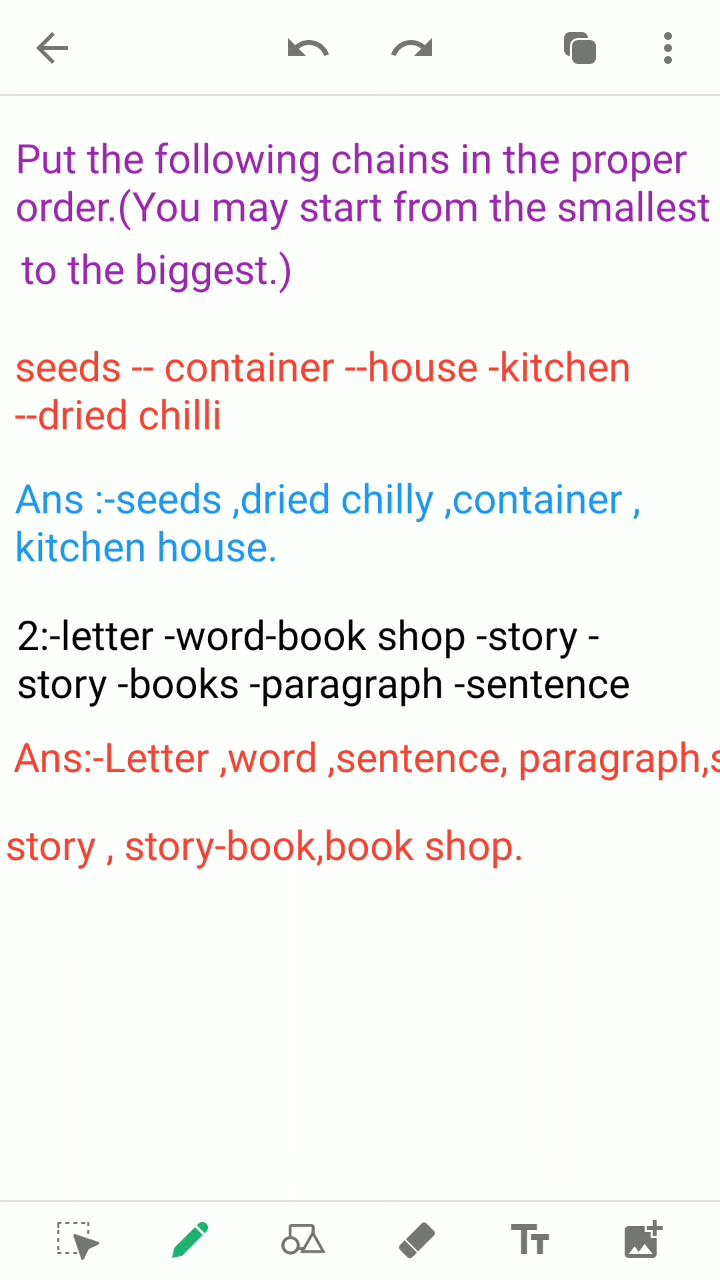 Put the following chains in the proper
order.(You may start from the smallest
to the biggest.)
seeds -- container --house -kitchen
--dried chilli
Ans :-seeds ,dried chilly ,container ,
kitchen house.
2:-letter -word-book shop -story -
story -books -paragraph -sentence
Ans:-Letter ,word ,sentence, paragraph,s
story , story-book,book shop.
Tт